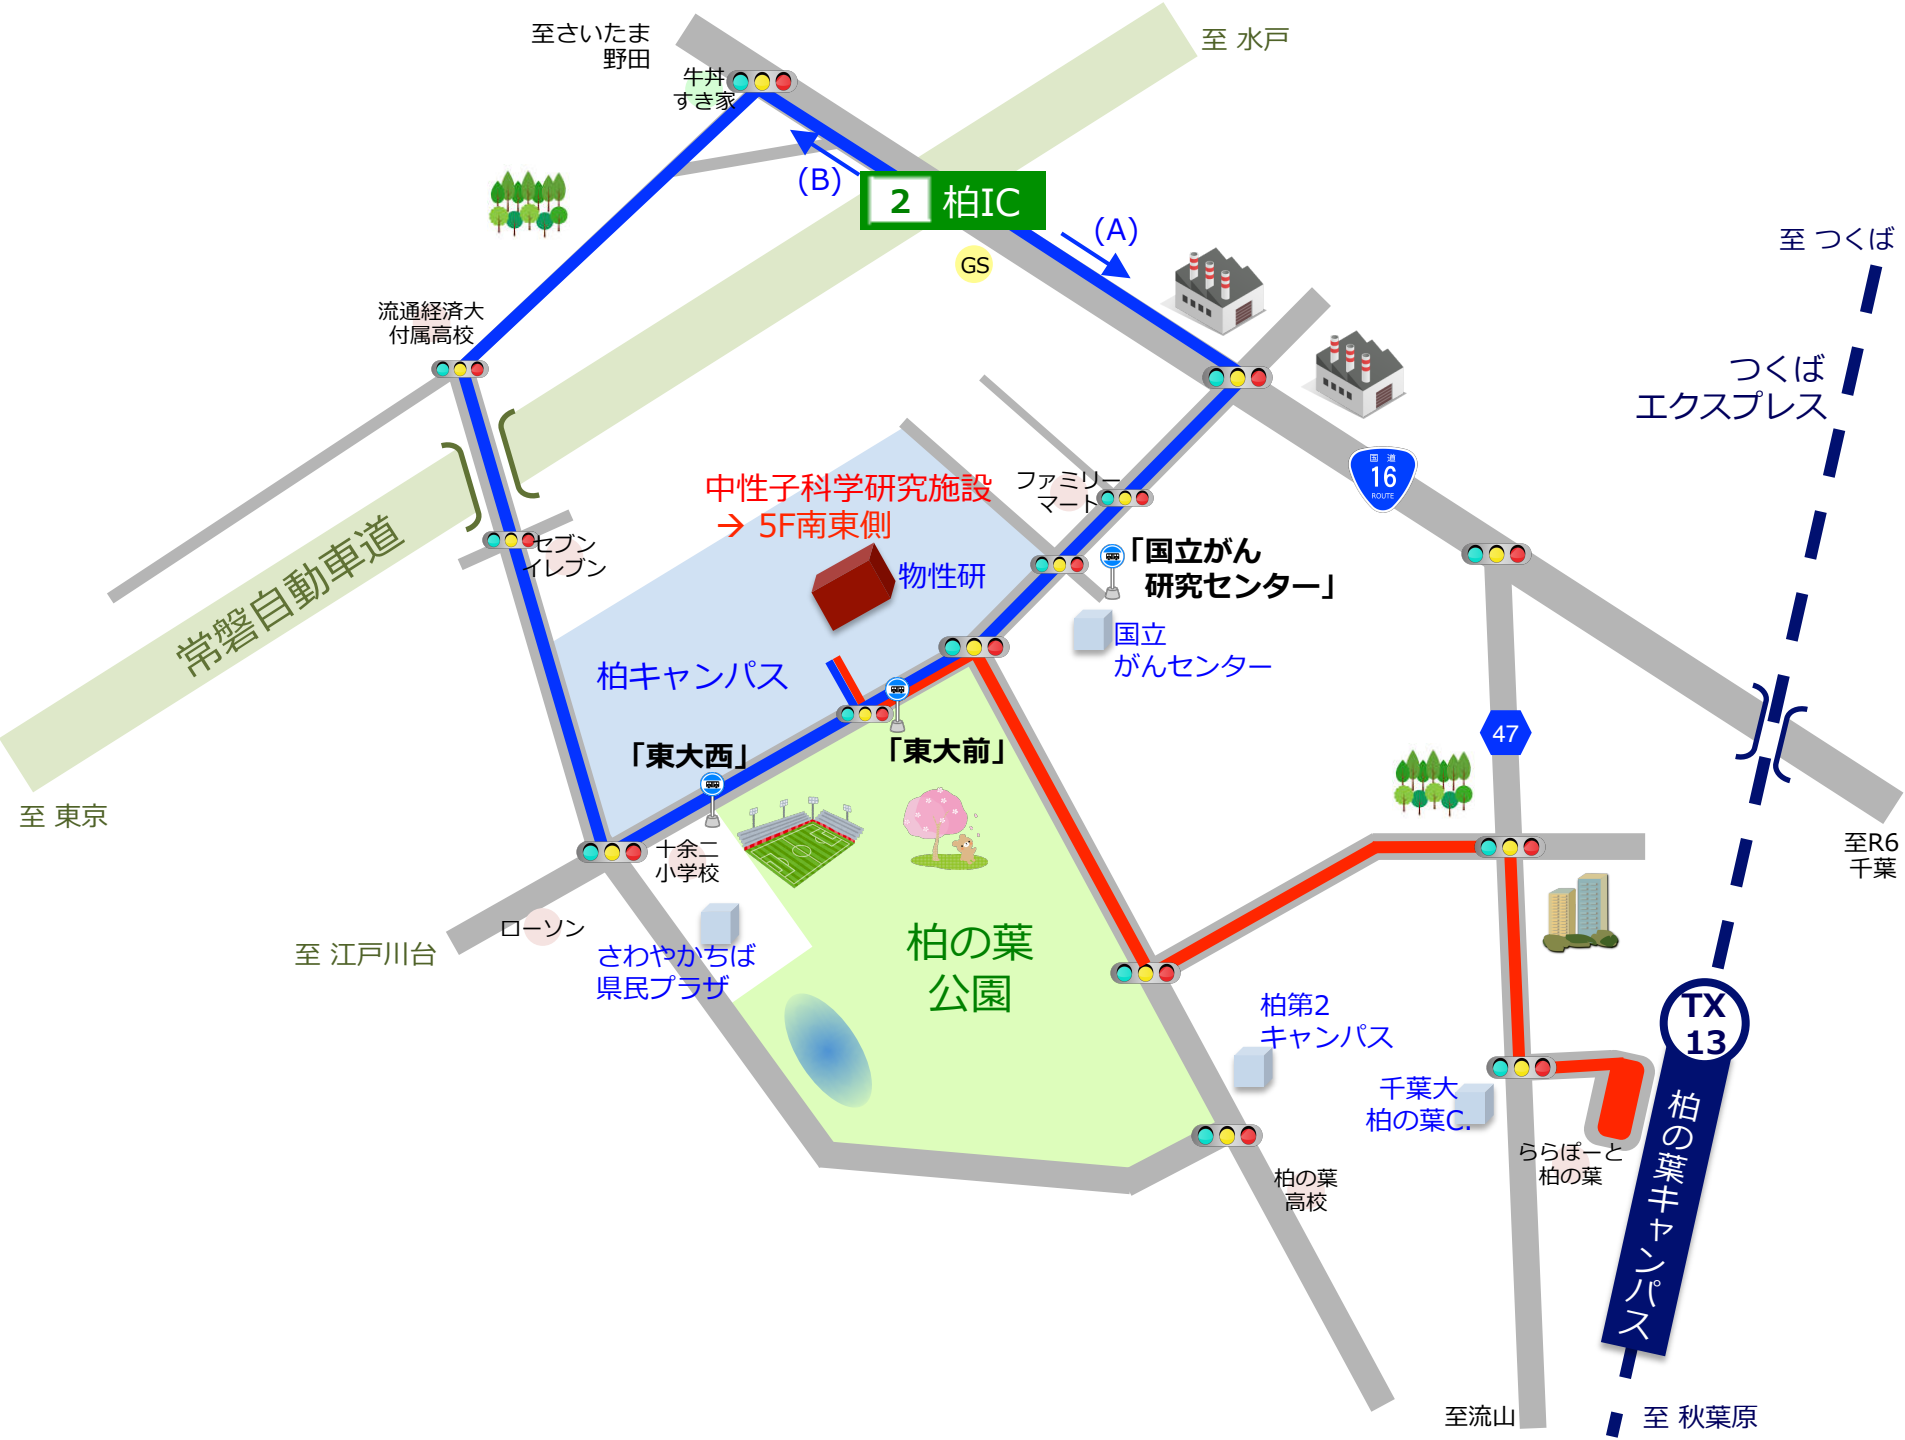 至さいたま
野田
至 水戸
牛丼
すき家
(B)
2 柏IC
(A)
GS
至 つくば
流通経済大
付属高校
つくば
エクスプレス
国道
16
ROUTE
中性子科学研究施設
→ 5F南東側
ファミリー
マート
セブン
イレブン
物性研
「国立がん
研究センター」
常磐自動車道
国立
がんセンター
柏キャンパス
「東大西」
「東大前」
47
至 東京
至R6
千葉
十余二
小学校
ローソン
至 江戸川台
さわやかちば
県民プラザ
柏の葉
公園
柏第2
キャンパス
TX
13
千葉大
柏の葉C.
柏の葉キャンパス
ららぽーと
柏の葉
柏の葉
高校
至流山
至 秋葉原